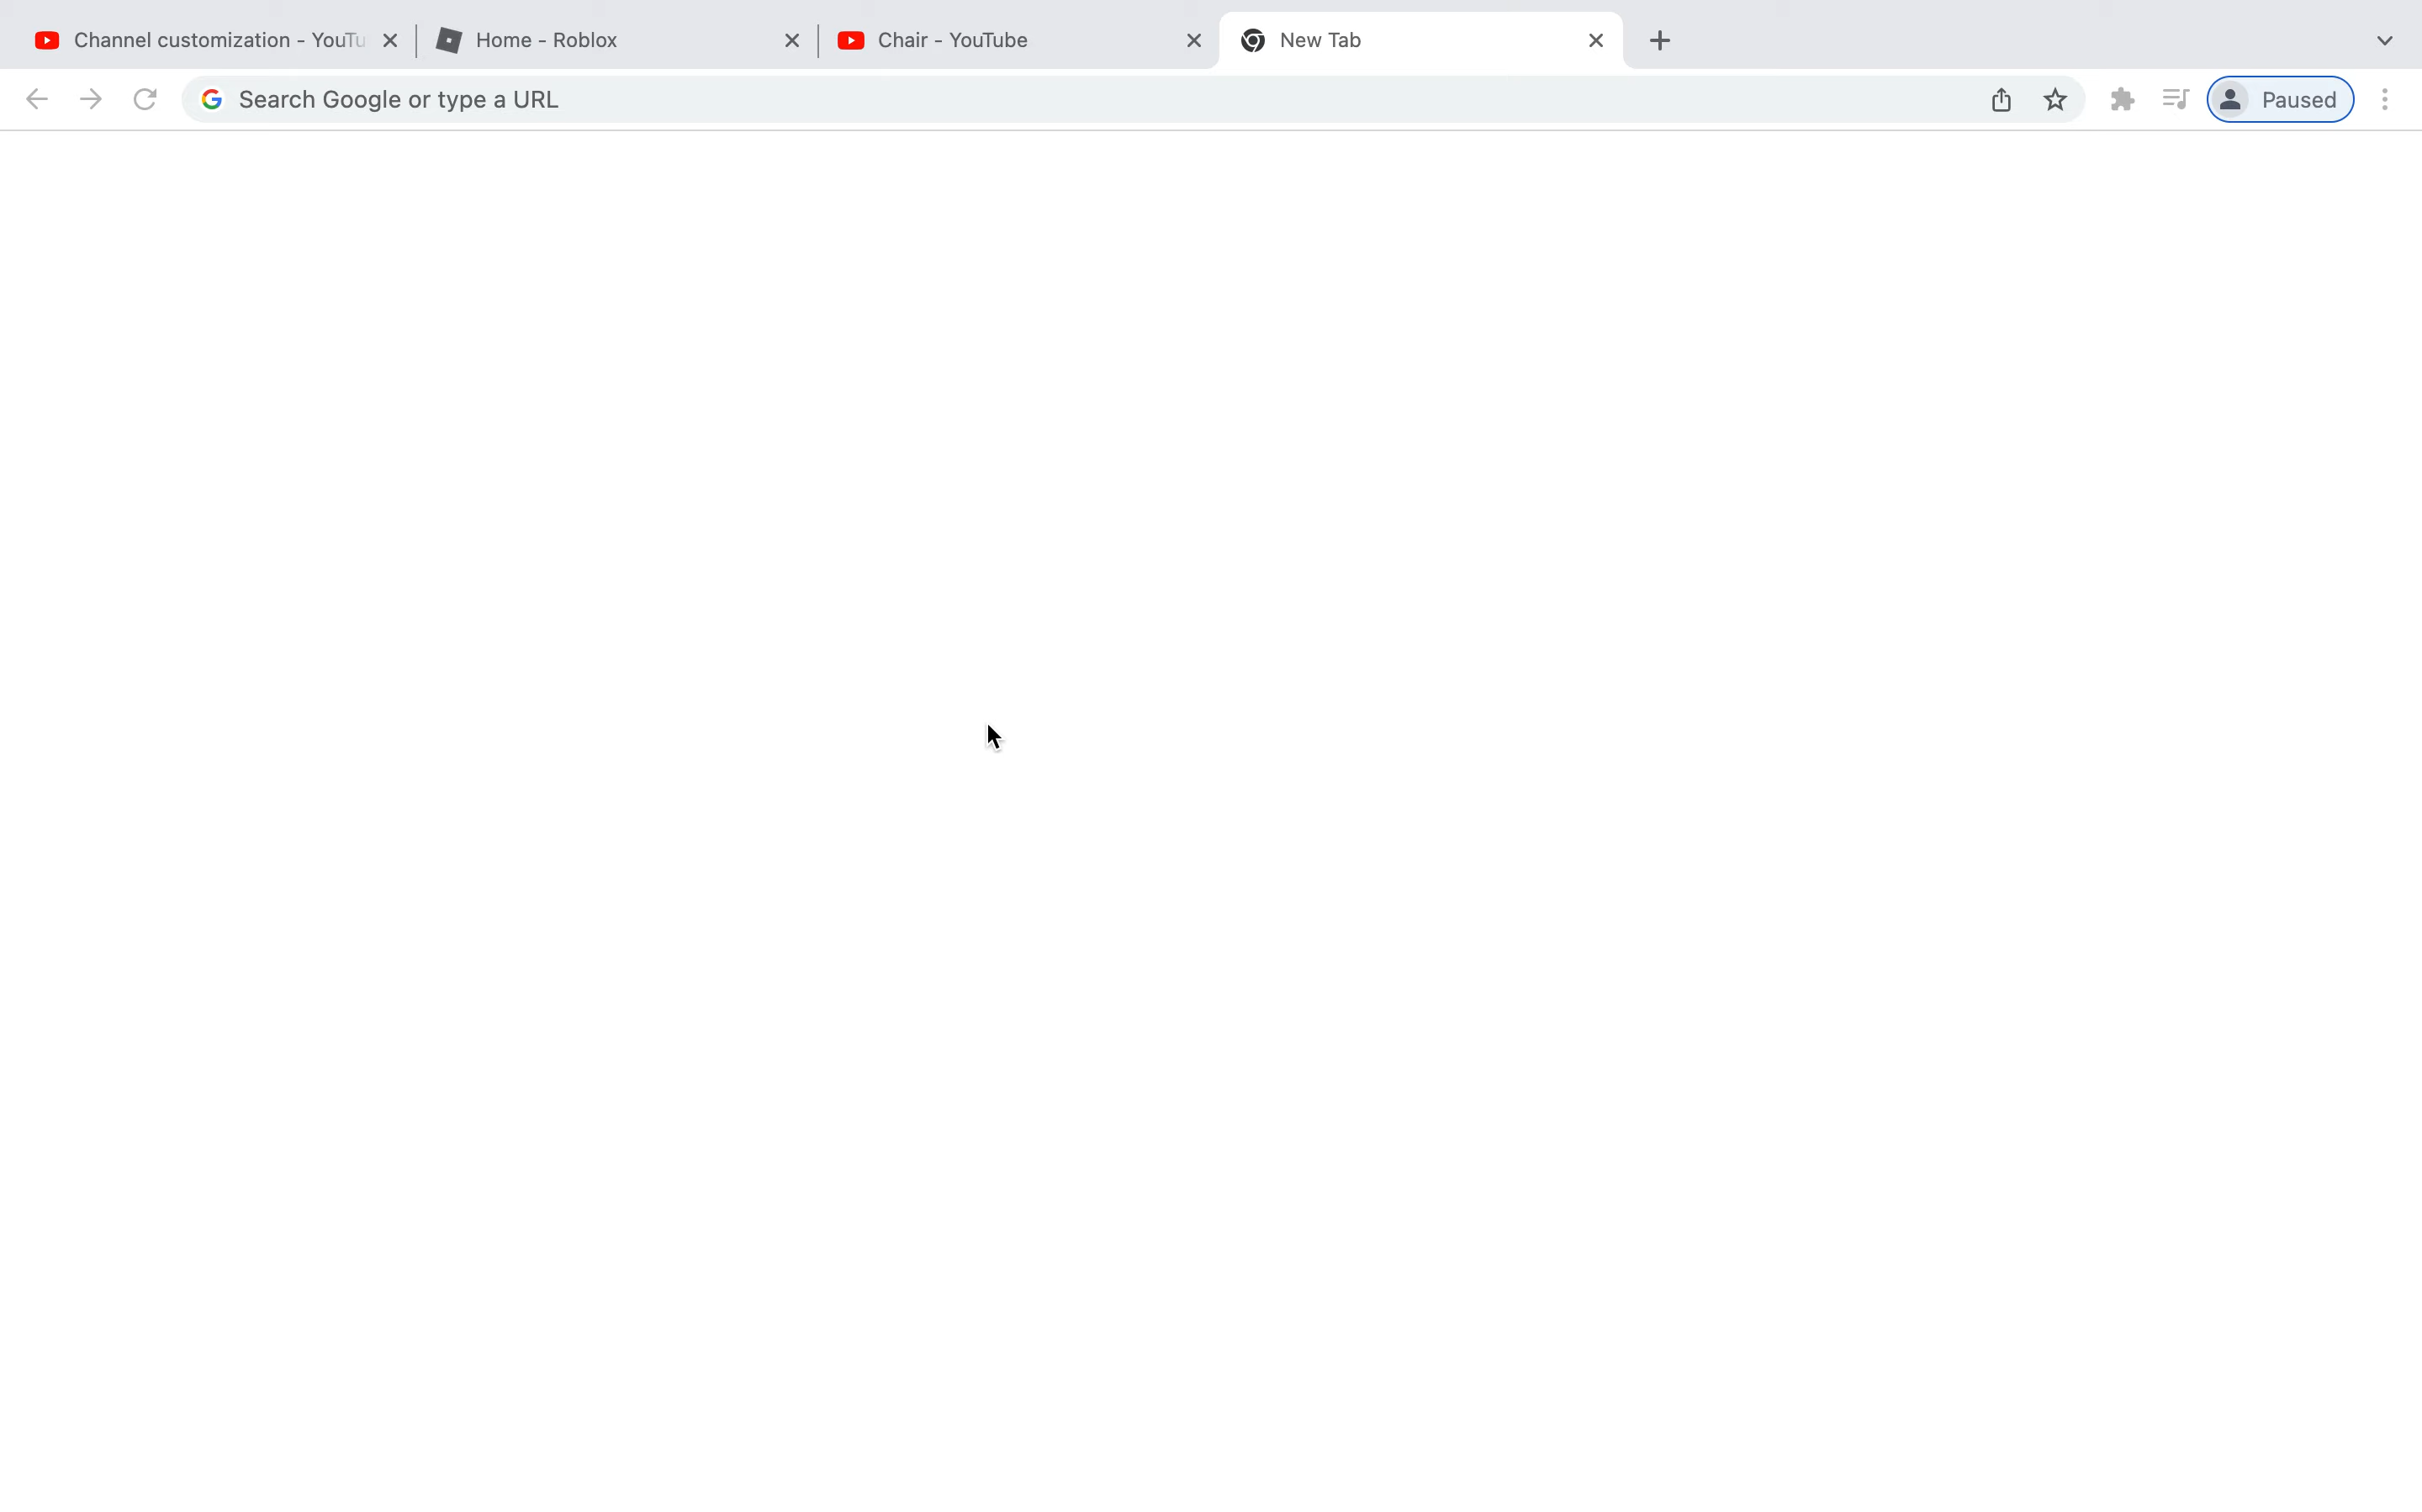 Channel customization - YouTu
Home - Roblox
Chair - YouTube
New Tab
Search Google or type a URL
Paused